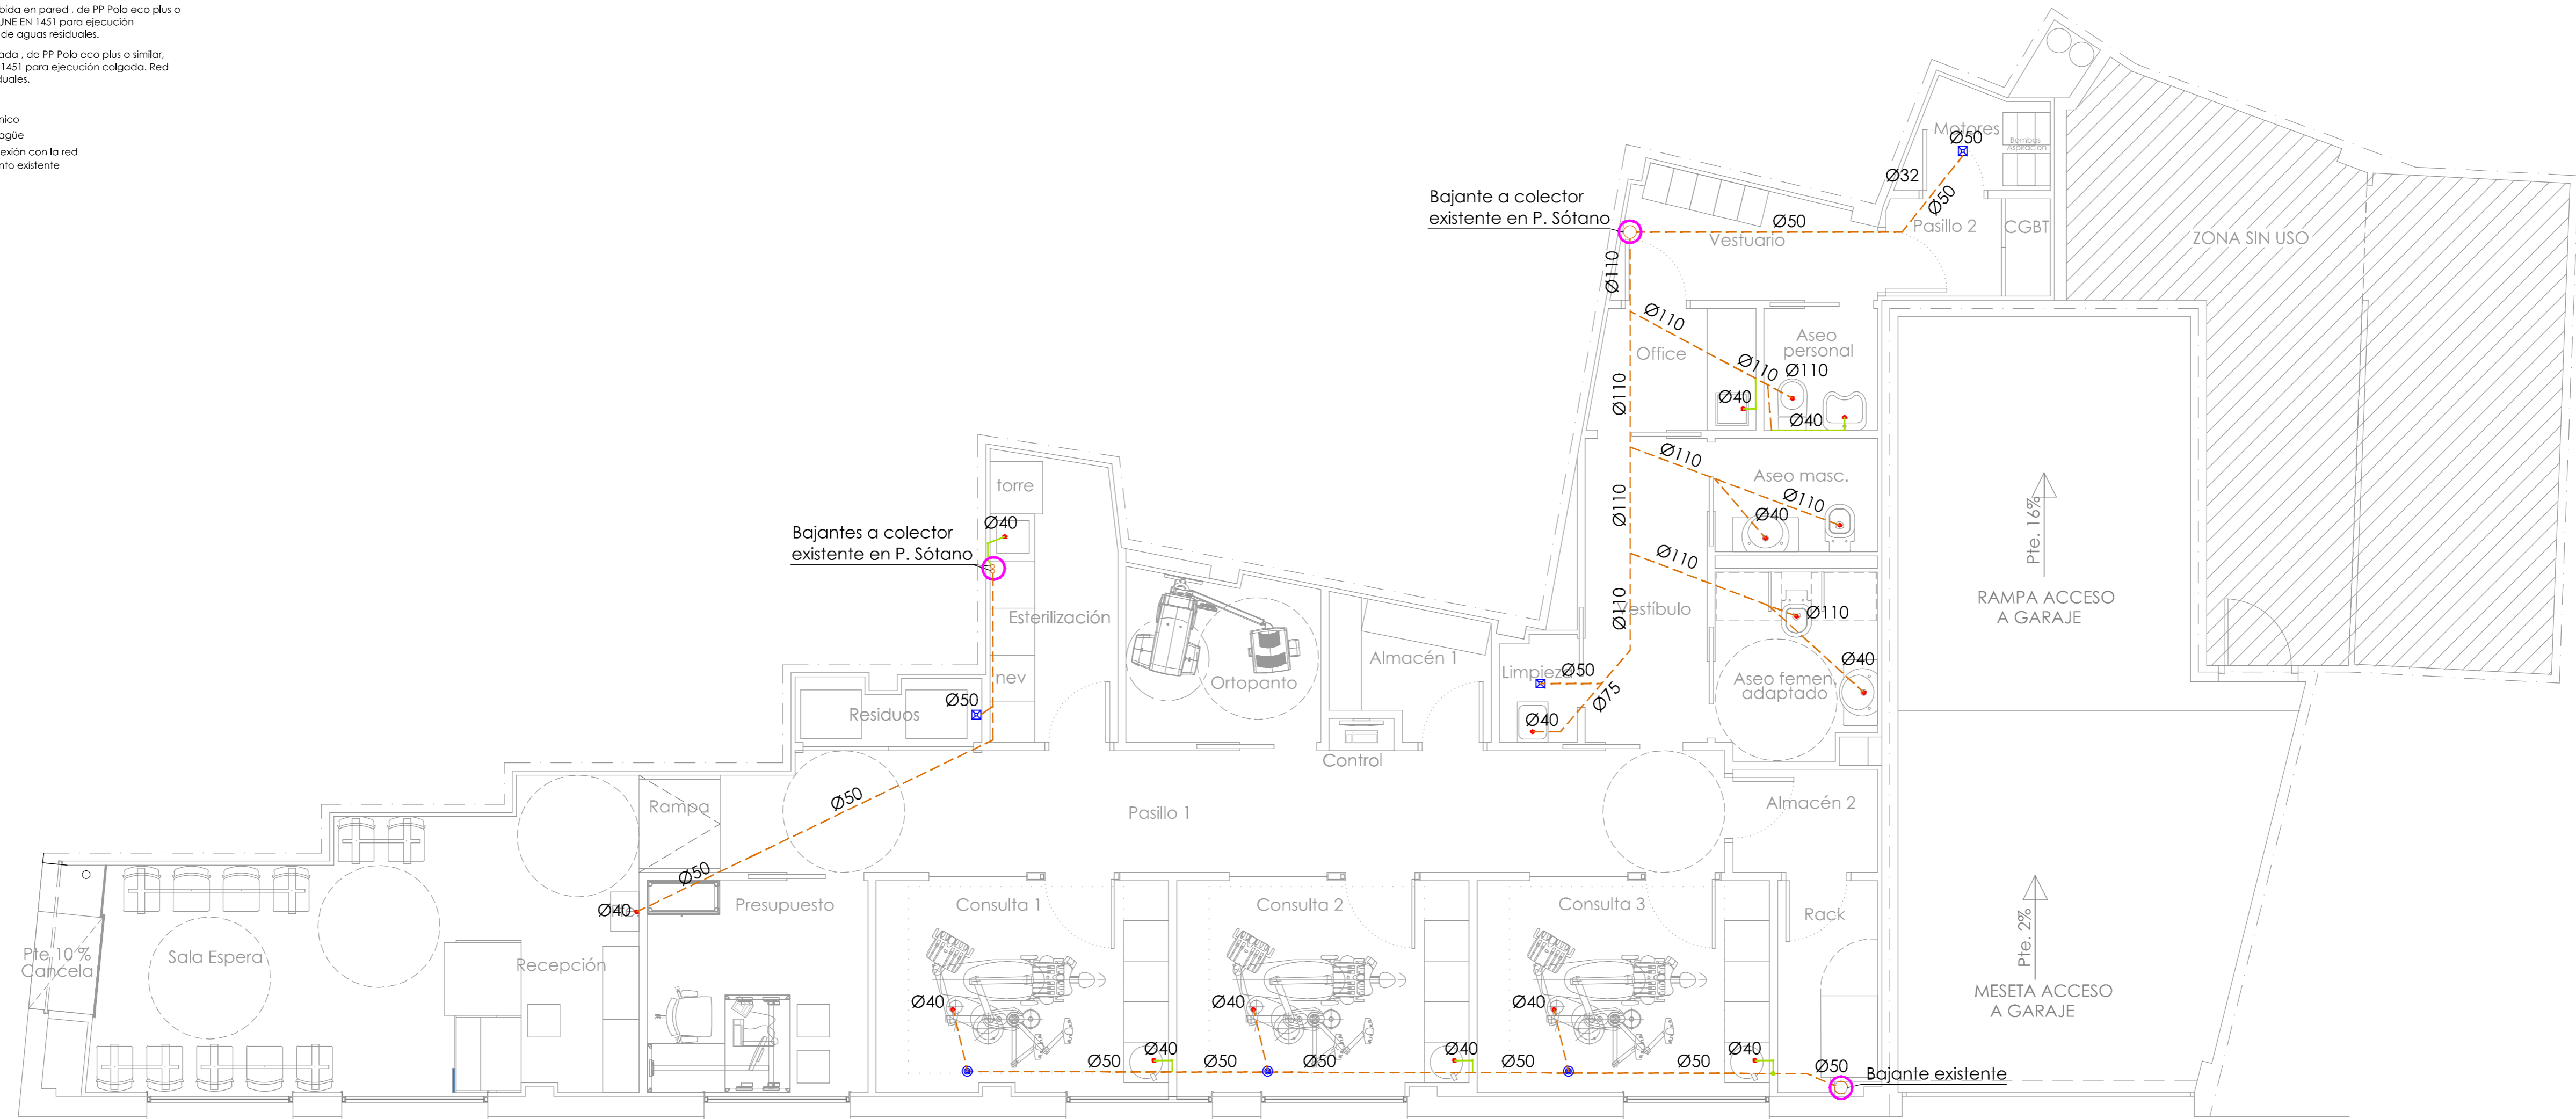 oida en pared , de PP Polo eco plus o
UNE EN 1451 para ejecución
de aguas residuales.
ada , de PP Polo eco plus o similar,
1451 para ejecución colgada. Red
duales.
nico
agüe
exión con la red
nto existente
Motores
Ø50
Bombas
Aspiración
Ø32
Ø50
Bajante a colector
existente en P. Sótano
Ø50
Vestuario
Pasillo 2
CGBT
ZONA SIN USO
Ø110
Ø110
Office
Aseo
personal
Ø110
Ø110
Ø110
Ø40
Ø40
Ø110
Aseo masc.
Ø110
Ø40
Ø110
Pte. 16%
RAMPA ACCESO
A GARAJE
torre
Ø40
Bajantes a colector
existente en P. Sótano
Esterilización
nev
Ø50
Residuos
Ortopanto
Almacén 1
Control
Limpieza
Ø50
Ø75
Ø40
Ø110
Vestíbulo
Ø110
Ø110
Ø40
Aseo femen.
adaptado
Rampa
Ø50
Pasillo 1
Almacén 2
Ø50
Ø40
Presupuesto
Consulta 1
Consulta 2
Consulta 3
Rack
Pte. 2%
MESETA ACCESO
A GARAJE
Pte 10%
Cancela
Sala Espera
Recepción
Ø40
Ø40
Ø40
Ø50
Ø40
Ø50
Ø50
Ø40
Ø50
Ø50
Ø40
Ø50
Bajante existente